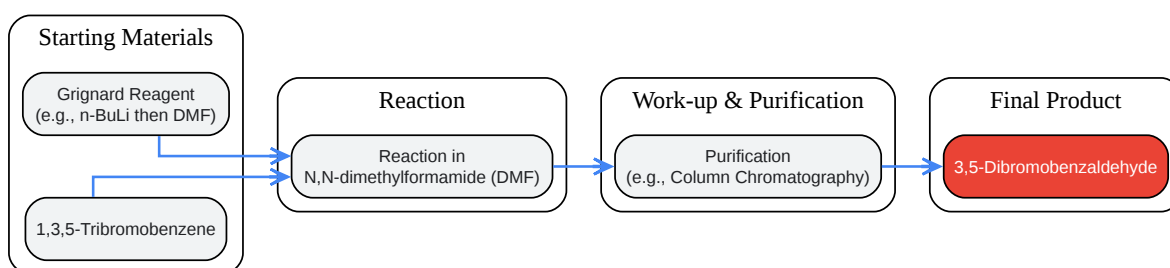 Starting Materials
Grignard Reagent
(e.g., n-BuLi then DMF)
1,3,5-Tribromobenzene
Reaction
Reaction in
N,N-dimethylformamide (DMF)
Work-up & Purification
Purification
(e.g., Column Chromatography)
Final Product
3,5-Dibromobenzaldehyde